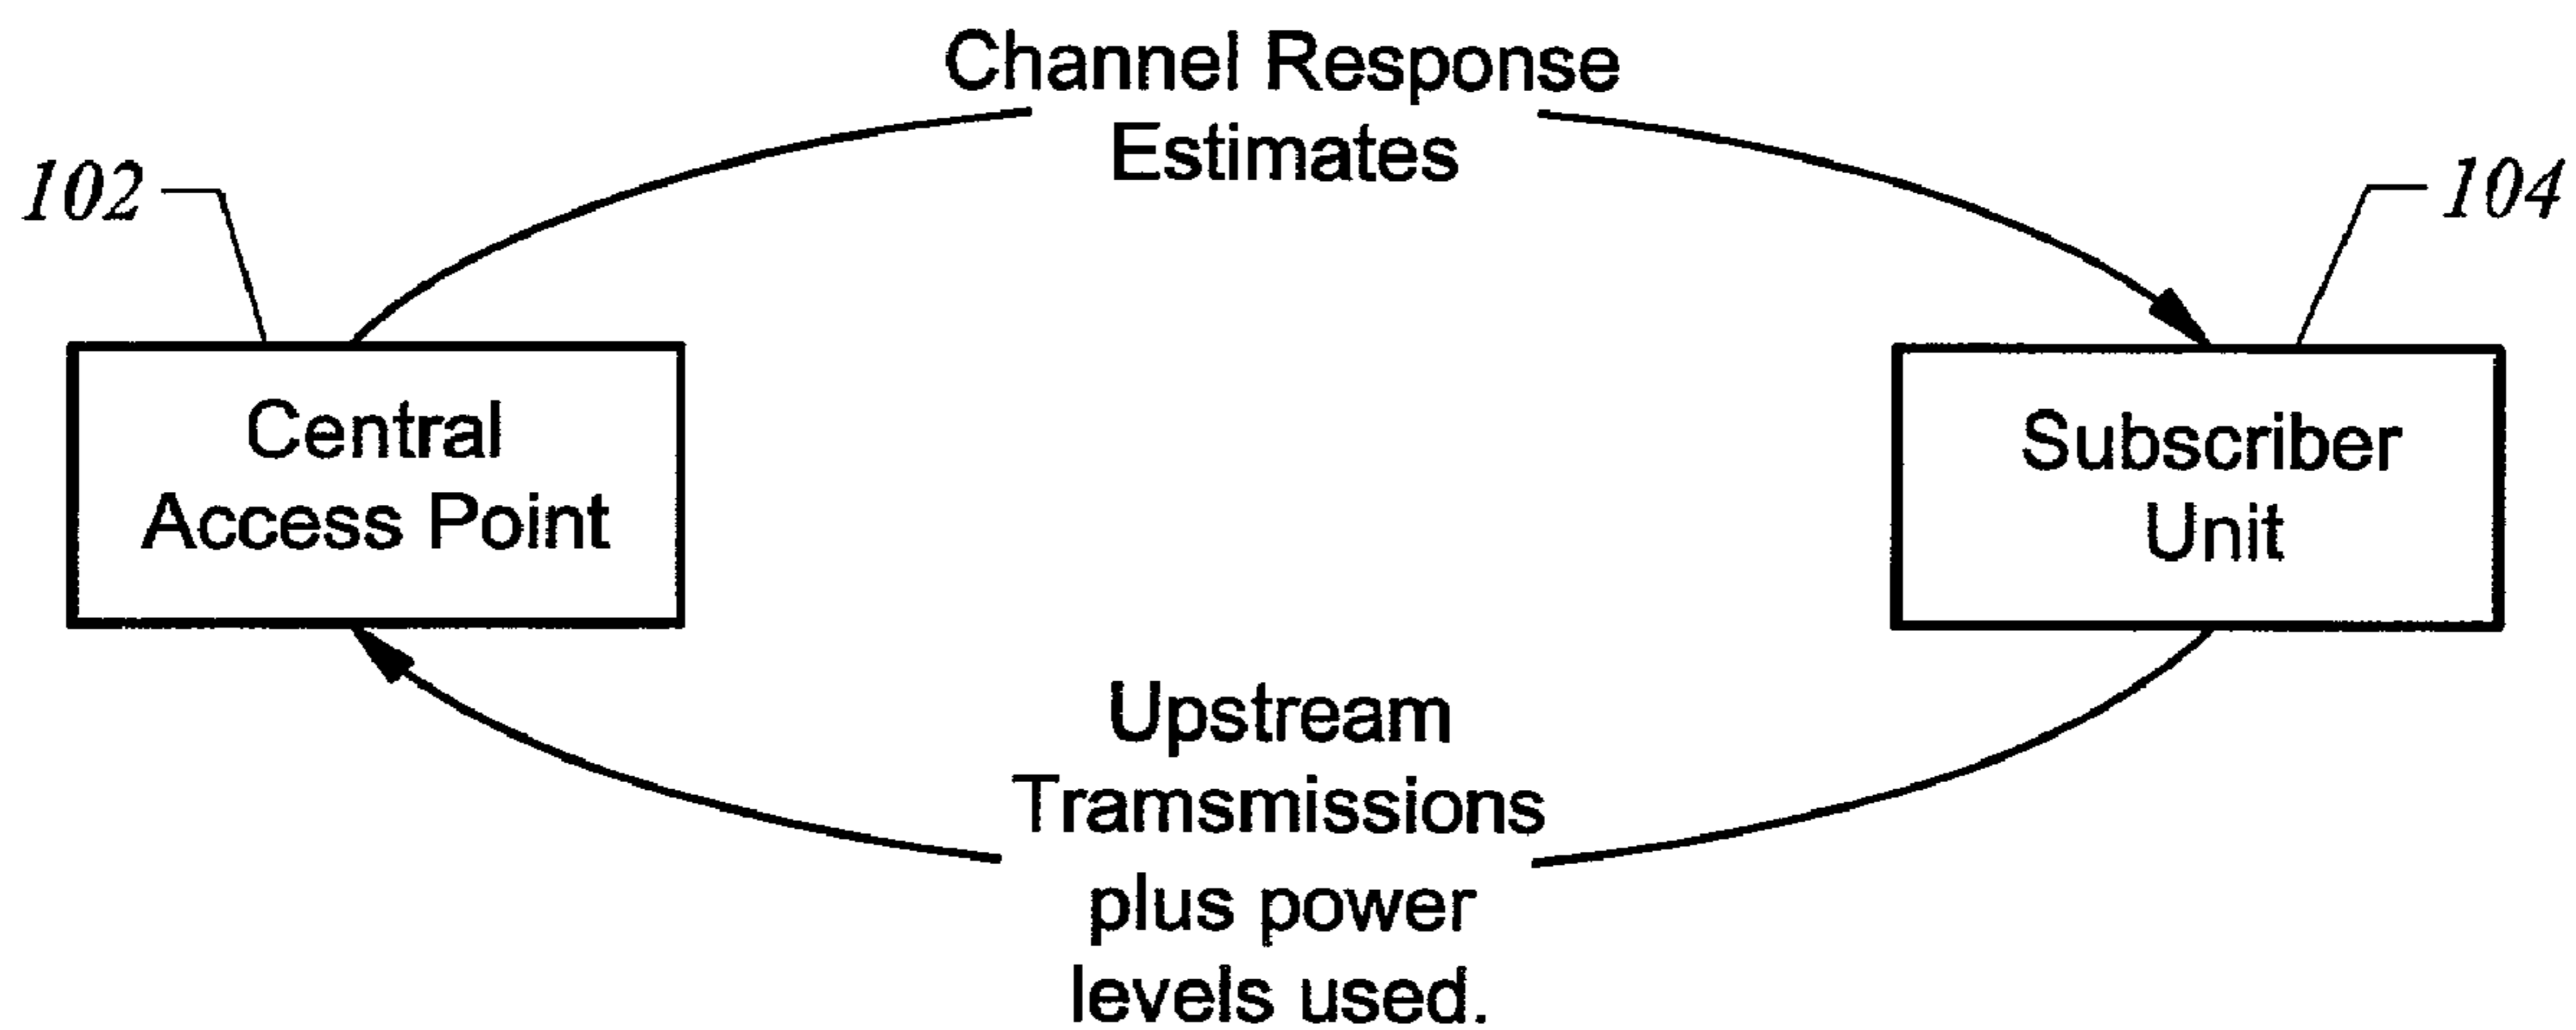 Channel Response
Estimates
102
104
Central
Access Point
Subscriber
Unit
Upstream
Tramsmissions
plus power
levels used.